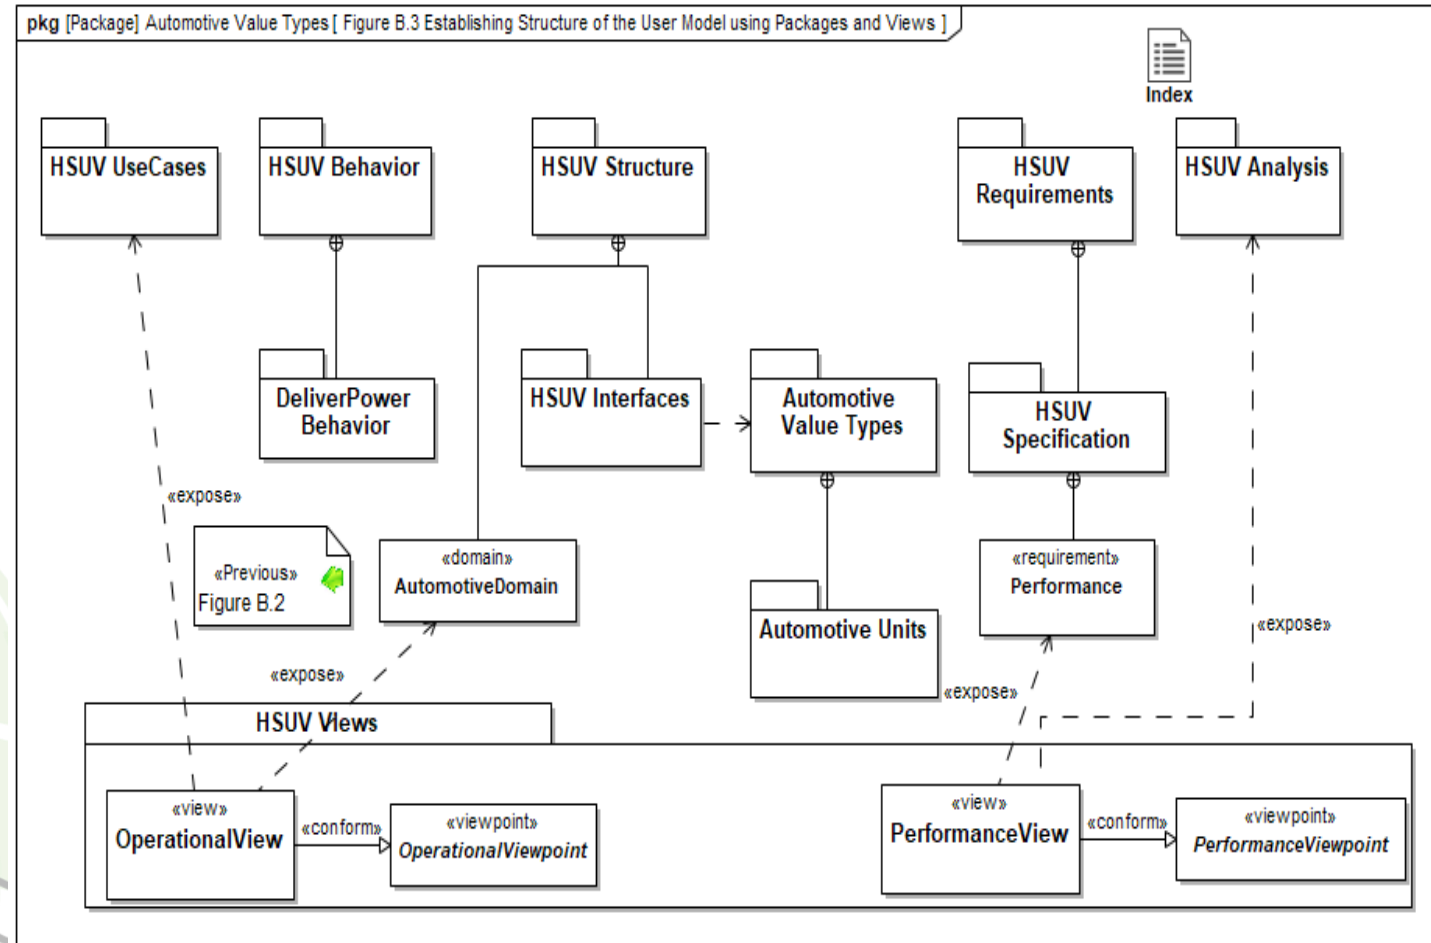 pkg [Package] Automotive Value Types [ Figure B.3 Establishing Structure of the User Model using Packages and Views ]
Index
HSUV UseCases
HSUV Behavior
HSUV Structure
HSUV
Requirements
HSUV Analysis
DeliverPower
Behavior
HSUV Interfaces
Automotive
Value Types
HSUV
Specification
«expose»
«Previous»
Figure B.2
«domain»
AutomotiveDomain
«requirement»
Performance
Automotive Units
«expose»
«expose»
«expose»
HSUV Views
«view»
OperationalView
«conform»
«viewpoint»
OperationalViewpoint
«view»
PerformanceView
«conform»
«viewpoint»
PerformanceViewpoint